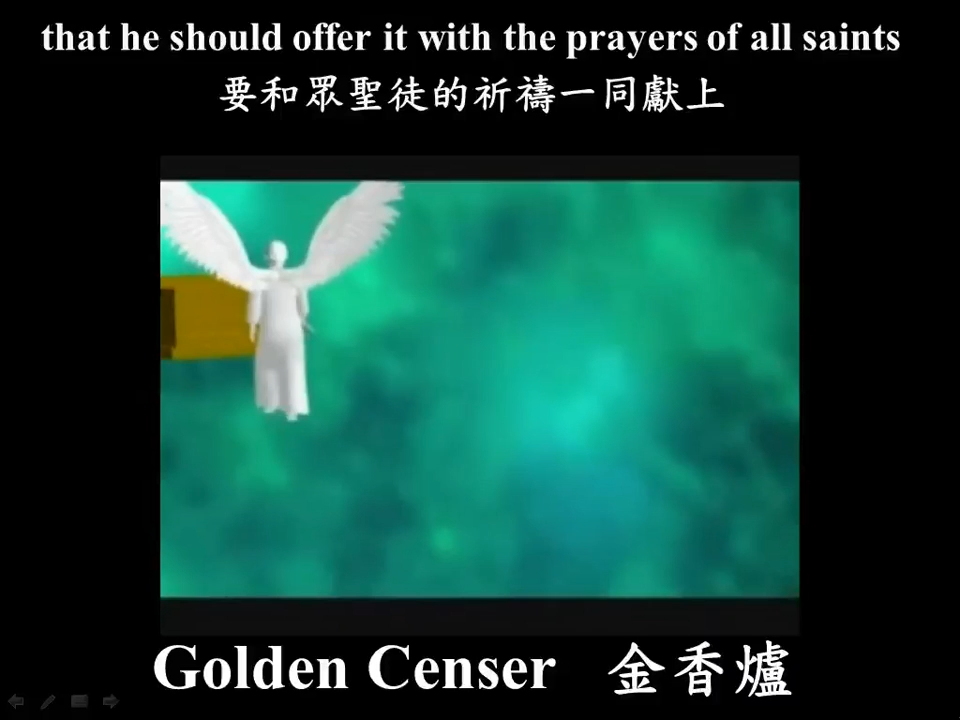 that he should offer it with the prayers of all saints
要和眾聖徒的祈禱一同獻上
Golden Censer 金香爐